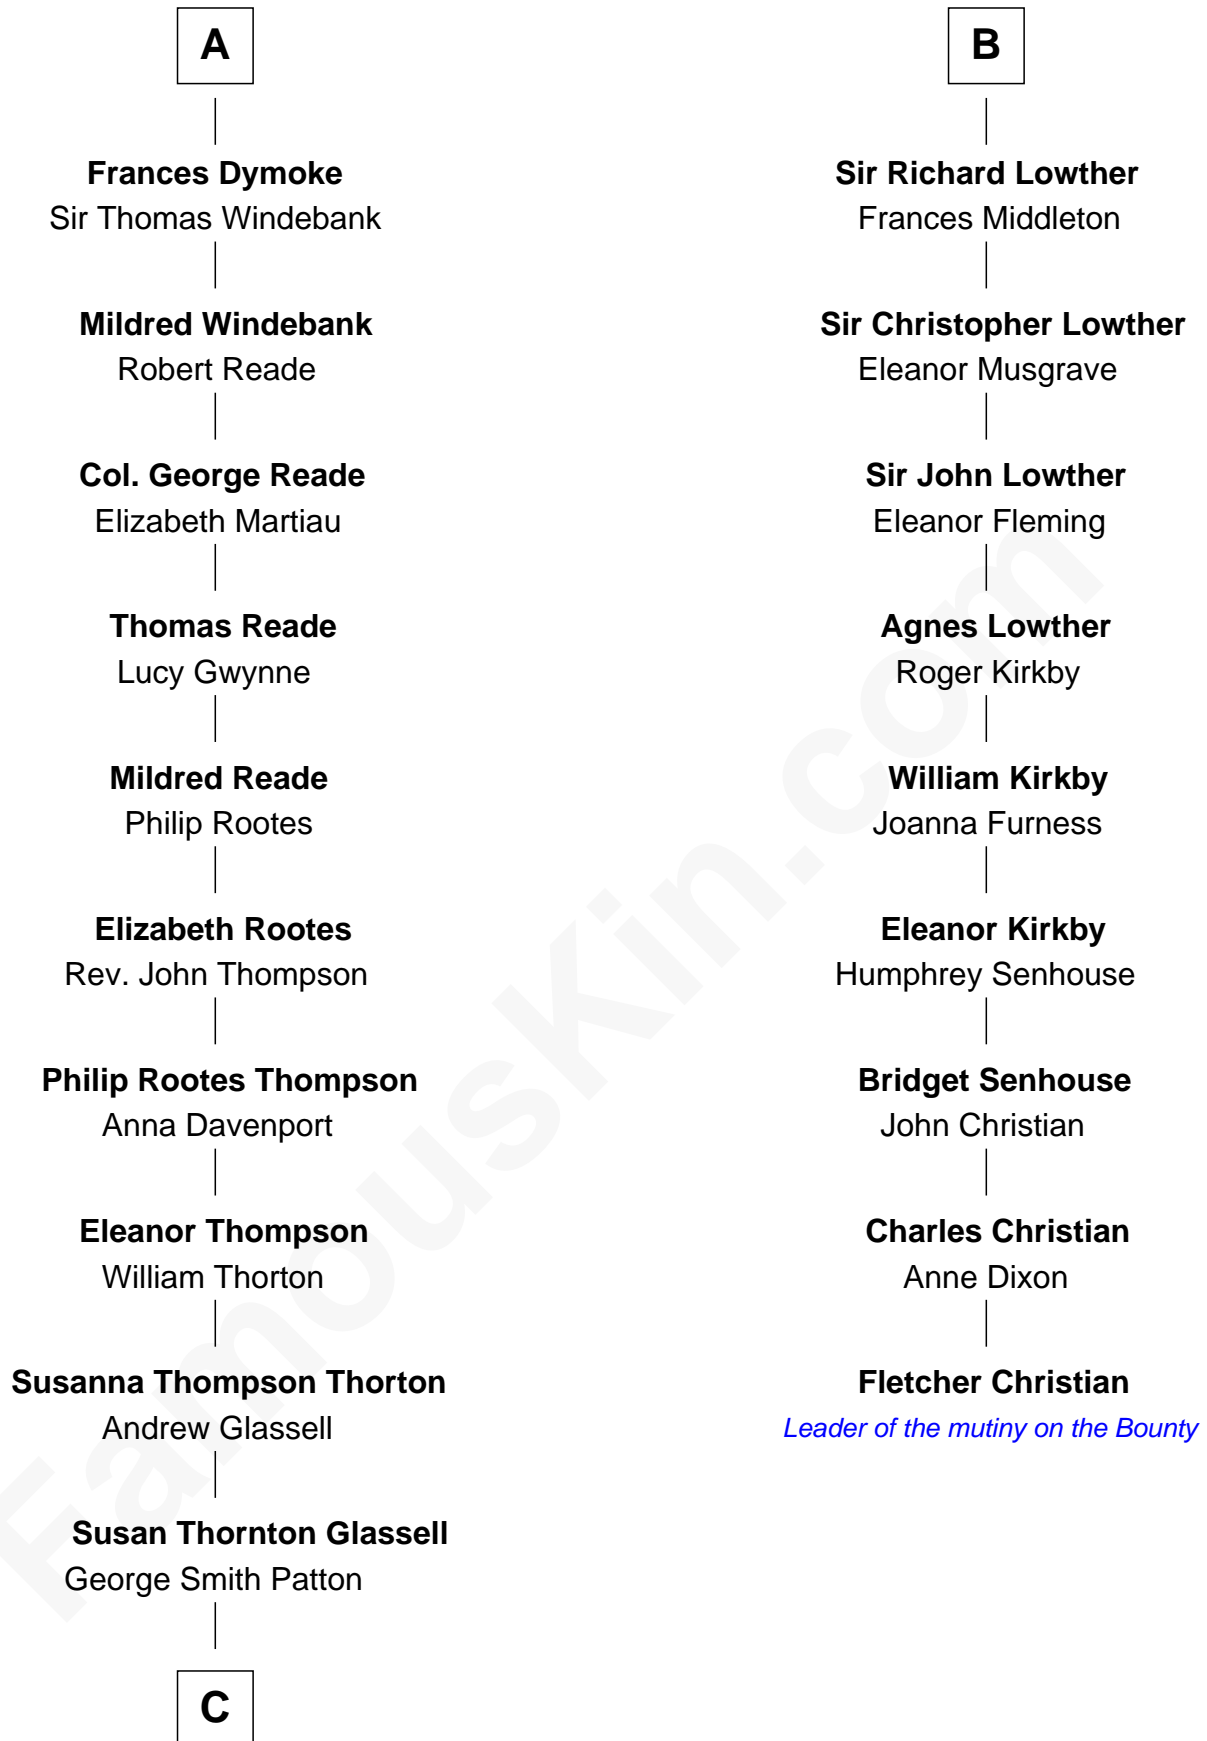 A
Frances Dymoke
Sir Thomas Windebank
Mildred Windebank
Robert Reade
Col. George Reade
Elizabeth Martiau
Thomas Reade
Lucy Gwynne
Mildred Reade
Philip Rootes
Elizabeth Rootes
Rev. John Thompson
Philip Rootes Thompson
Anna Davenport
Eleanor Thompson
William Thorton
Susanna Thompson Thorton
Andrew Glassell
Susan Thornton Glassell
George Smith Patton
C
B
Sir Richard Lowther
Frances Middleton
Sir Christopher Lowther
Eleanor Musgrave
Sir John Lowther
Eleanor Fleming
Agnes Lowther
Roger Kirkby
William Kirkby
Joanna Furness
Eleanor Kirkby
Humphrey Senhouse
Bridget Senhouse
John Christian
Charles Christian
Anne Dixon
Fletcher Christian
Leader of the mutiny on the Bounty
FamousKin.com